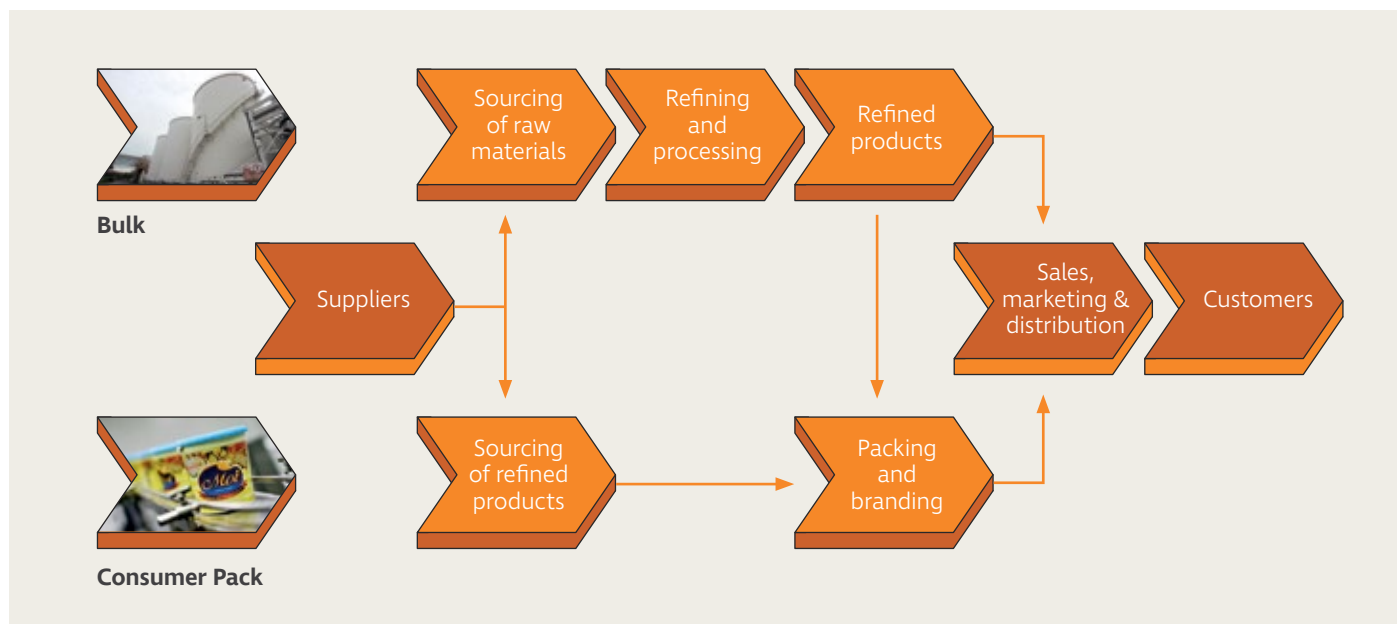 Sourcing
of raw
materials
Refining
and
processing
Refined
products
Bulk
Suppliers
Sales,
marketing &
distribution
Customers
Sourcing
of refined
products
Packing
and
branding
Consumer Pack